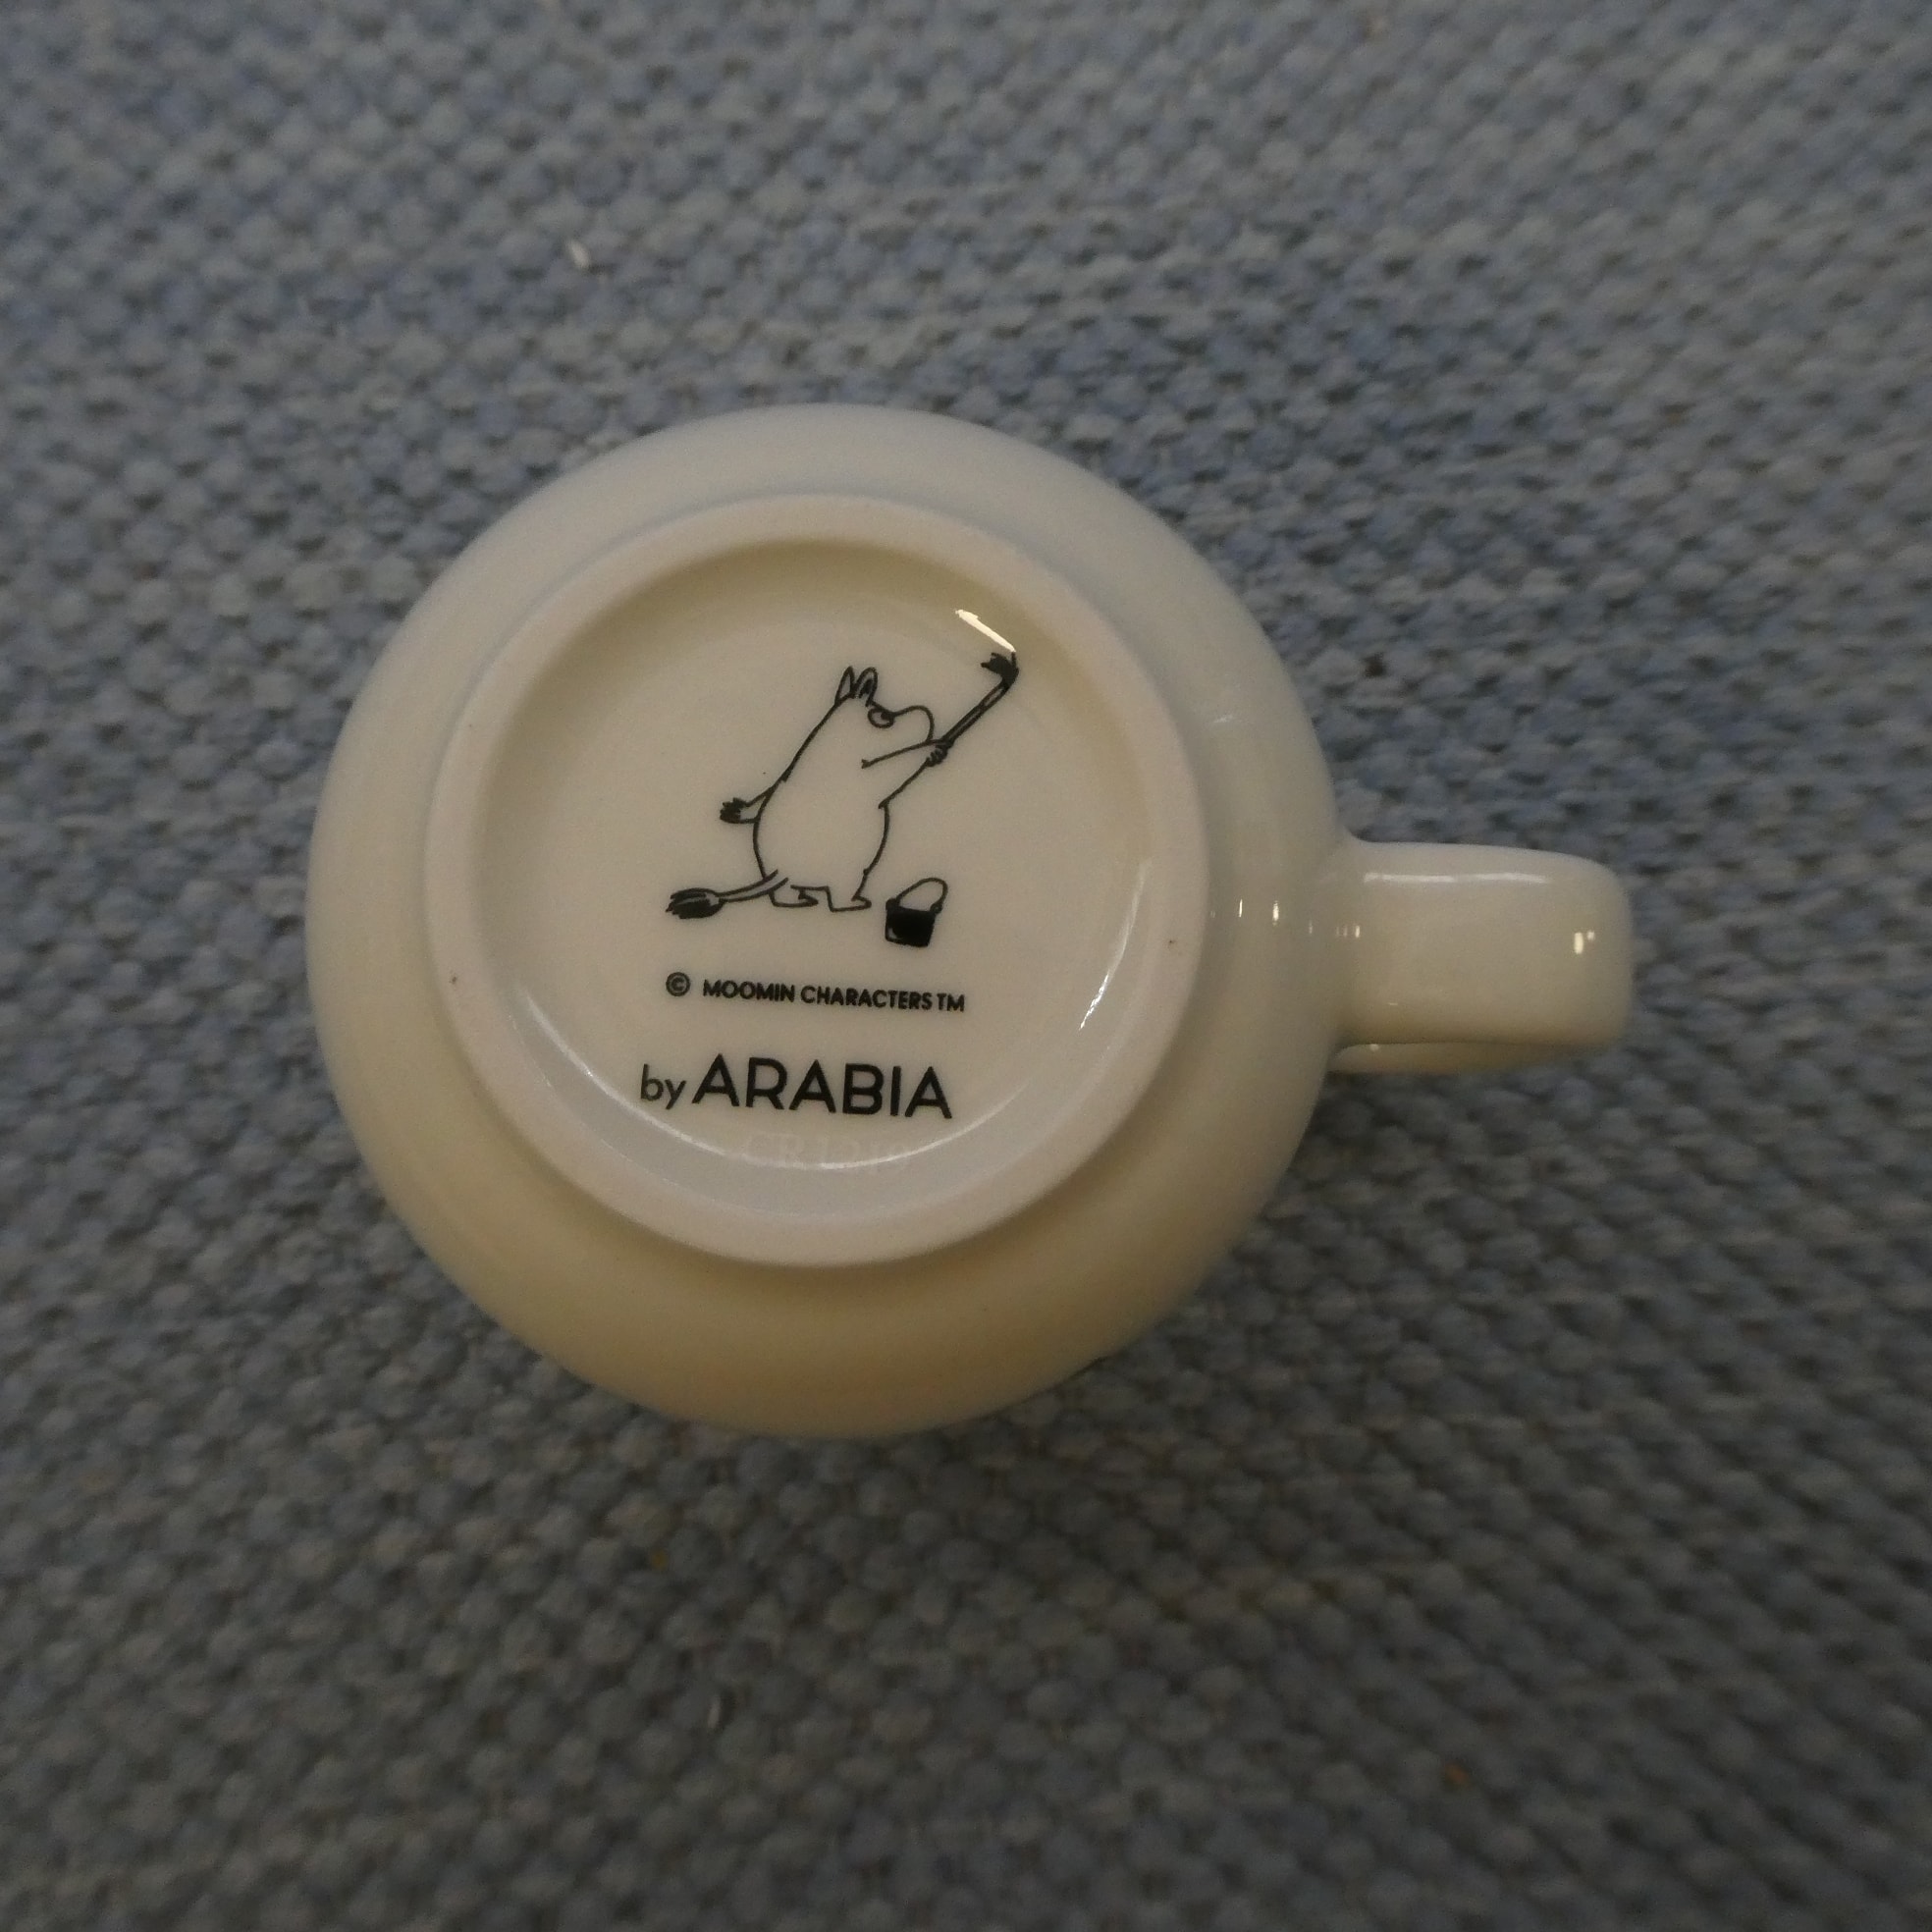 © MOOMIN CHARACTERS TM
by ARABIA